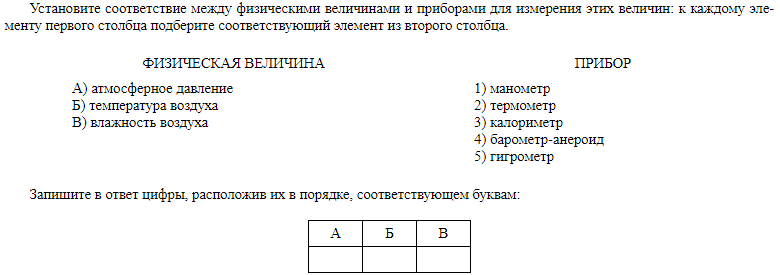 Установите соответствие между физическими величинами и приборами для измерения этих величин: к каждому эле-
менту первого столбца подберите соответствующий элемент из второго столбца.
ФИЗИЧЕСКАЯ ВЕЛИЧИНА
А) атмосферное давление
Б) температура воздуха
В) влажность воздуха
ПРИБОР
1) манометр
2) термометр
3) калориметр
4) барометр-анероид
5) гигрометр
Запишите в ответ цифры, расположив их в порядке, соответствующем буквам:
А Б В